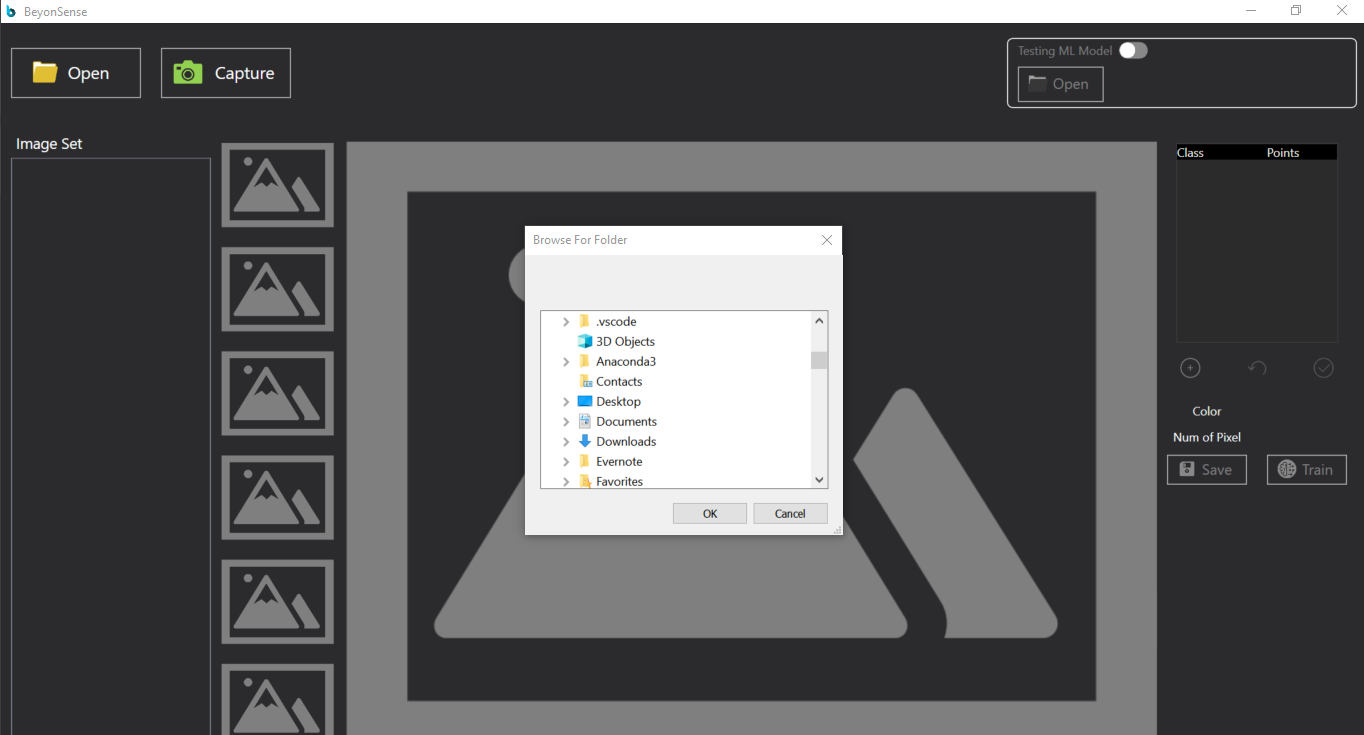 BeyonSense
Open
Capture
Testing ML Model
Open
Image Set
Class Points
Browse For Folder
.vscode
3D Objects
Anaconda3
Contacts
Desktop
Documents
Downloads
Evernote
Favorites
OK Cancel
Color
Num of Pixel
Save Train